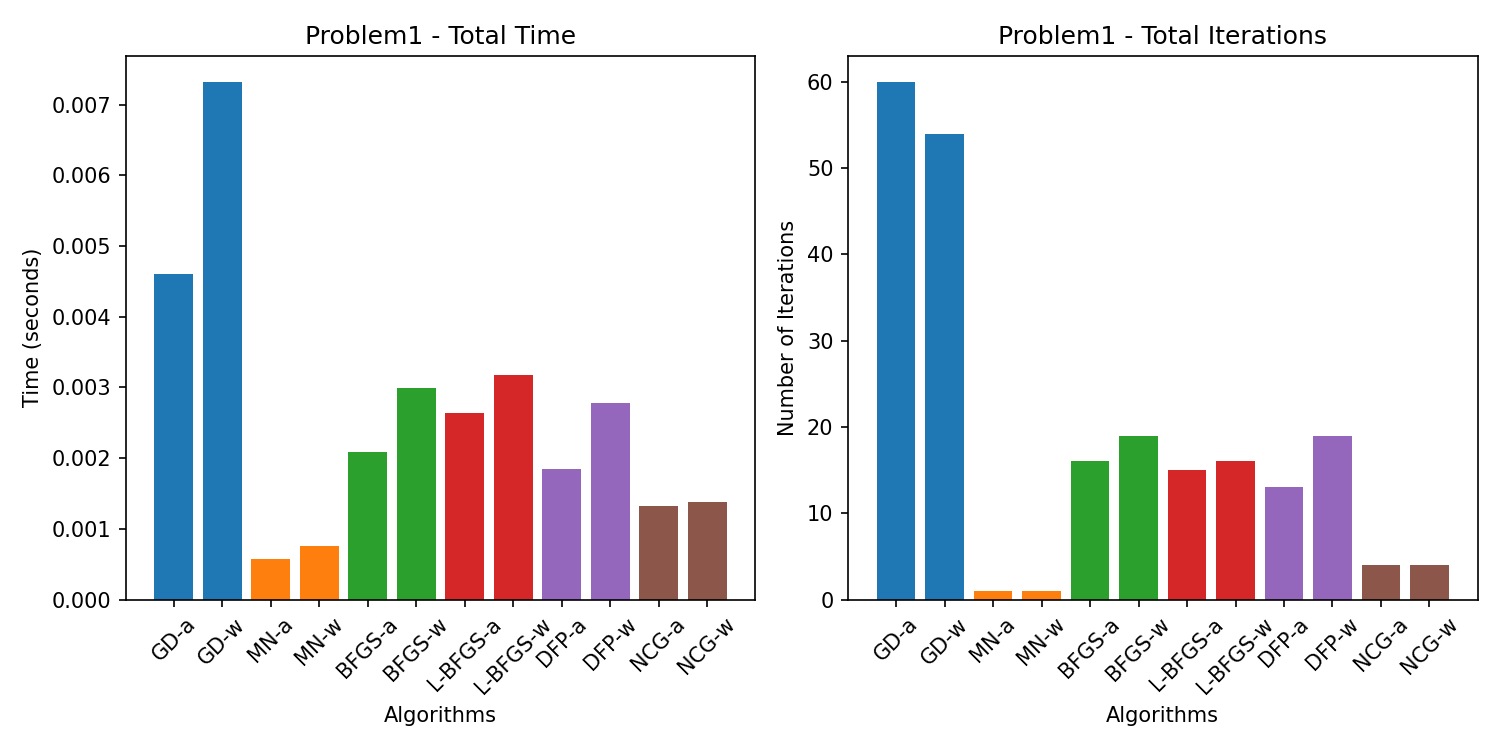 Problem1 - Total Time
Time (seconds)
0.007
0.006
0.005
0.004
0.003
0.002
0.001
0.000
GD-a
GD-w
MN-a
MN-w
BFGS-a
BFGS-w
L-BFGS-a
L-BFGS-w
DFP-a
DFP-w
NCG-a
NCG-w
Algorithms
Problem1 - Total Iterations
Number of Iterations
60
50
40
30
20
10
0
GD-a
GD-w
MN-a
MN-w
BFGS-a
BFGS-w
L-BFGS-a
L-BFGS-w
DFP-a
DFP-w
NCG-a
NCG-w
Algorithms